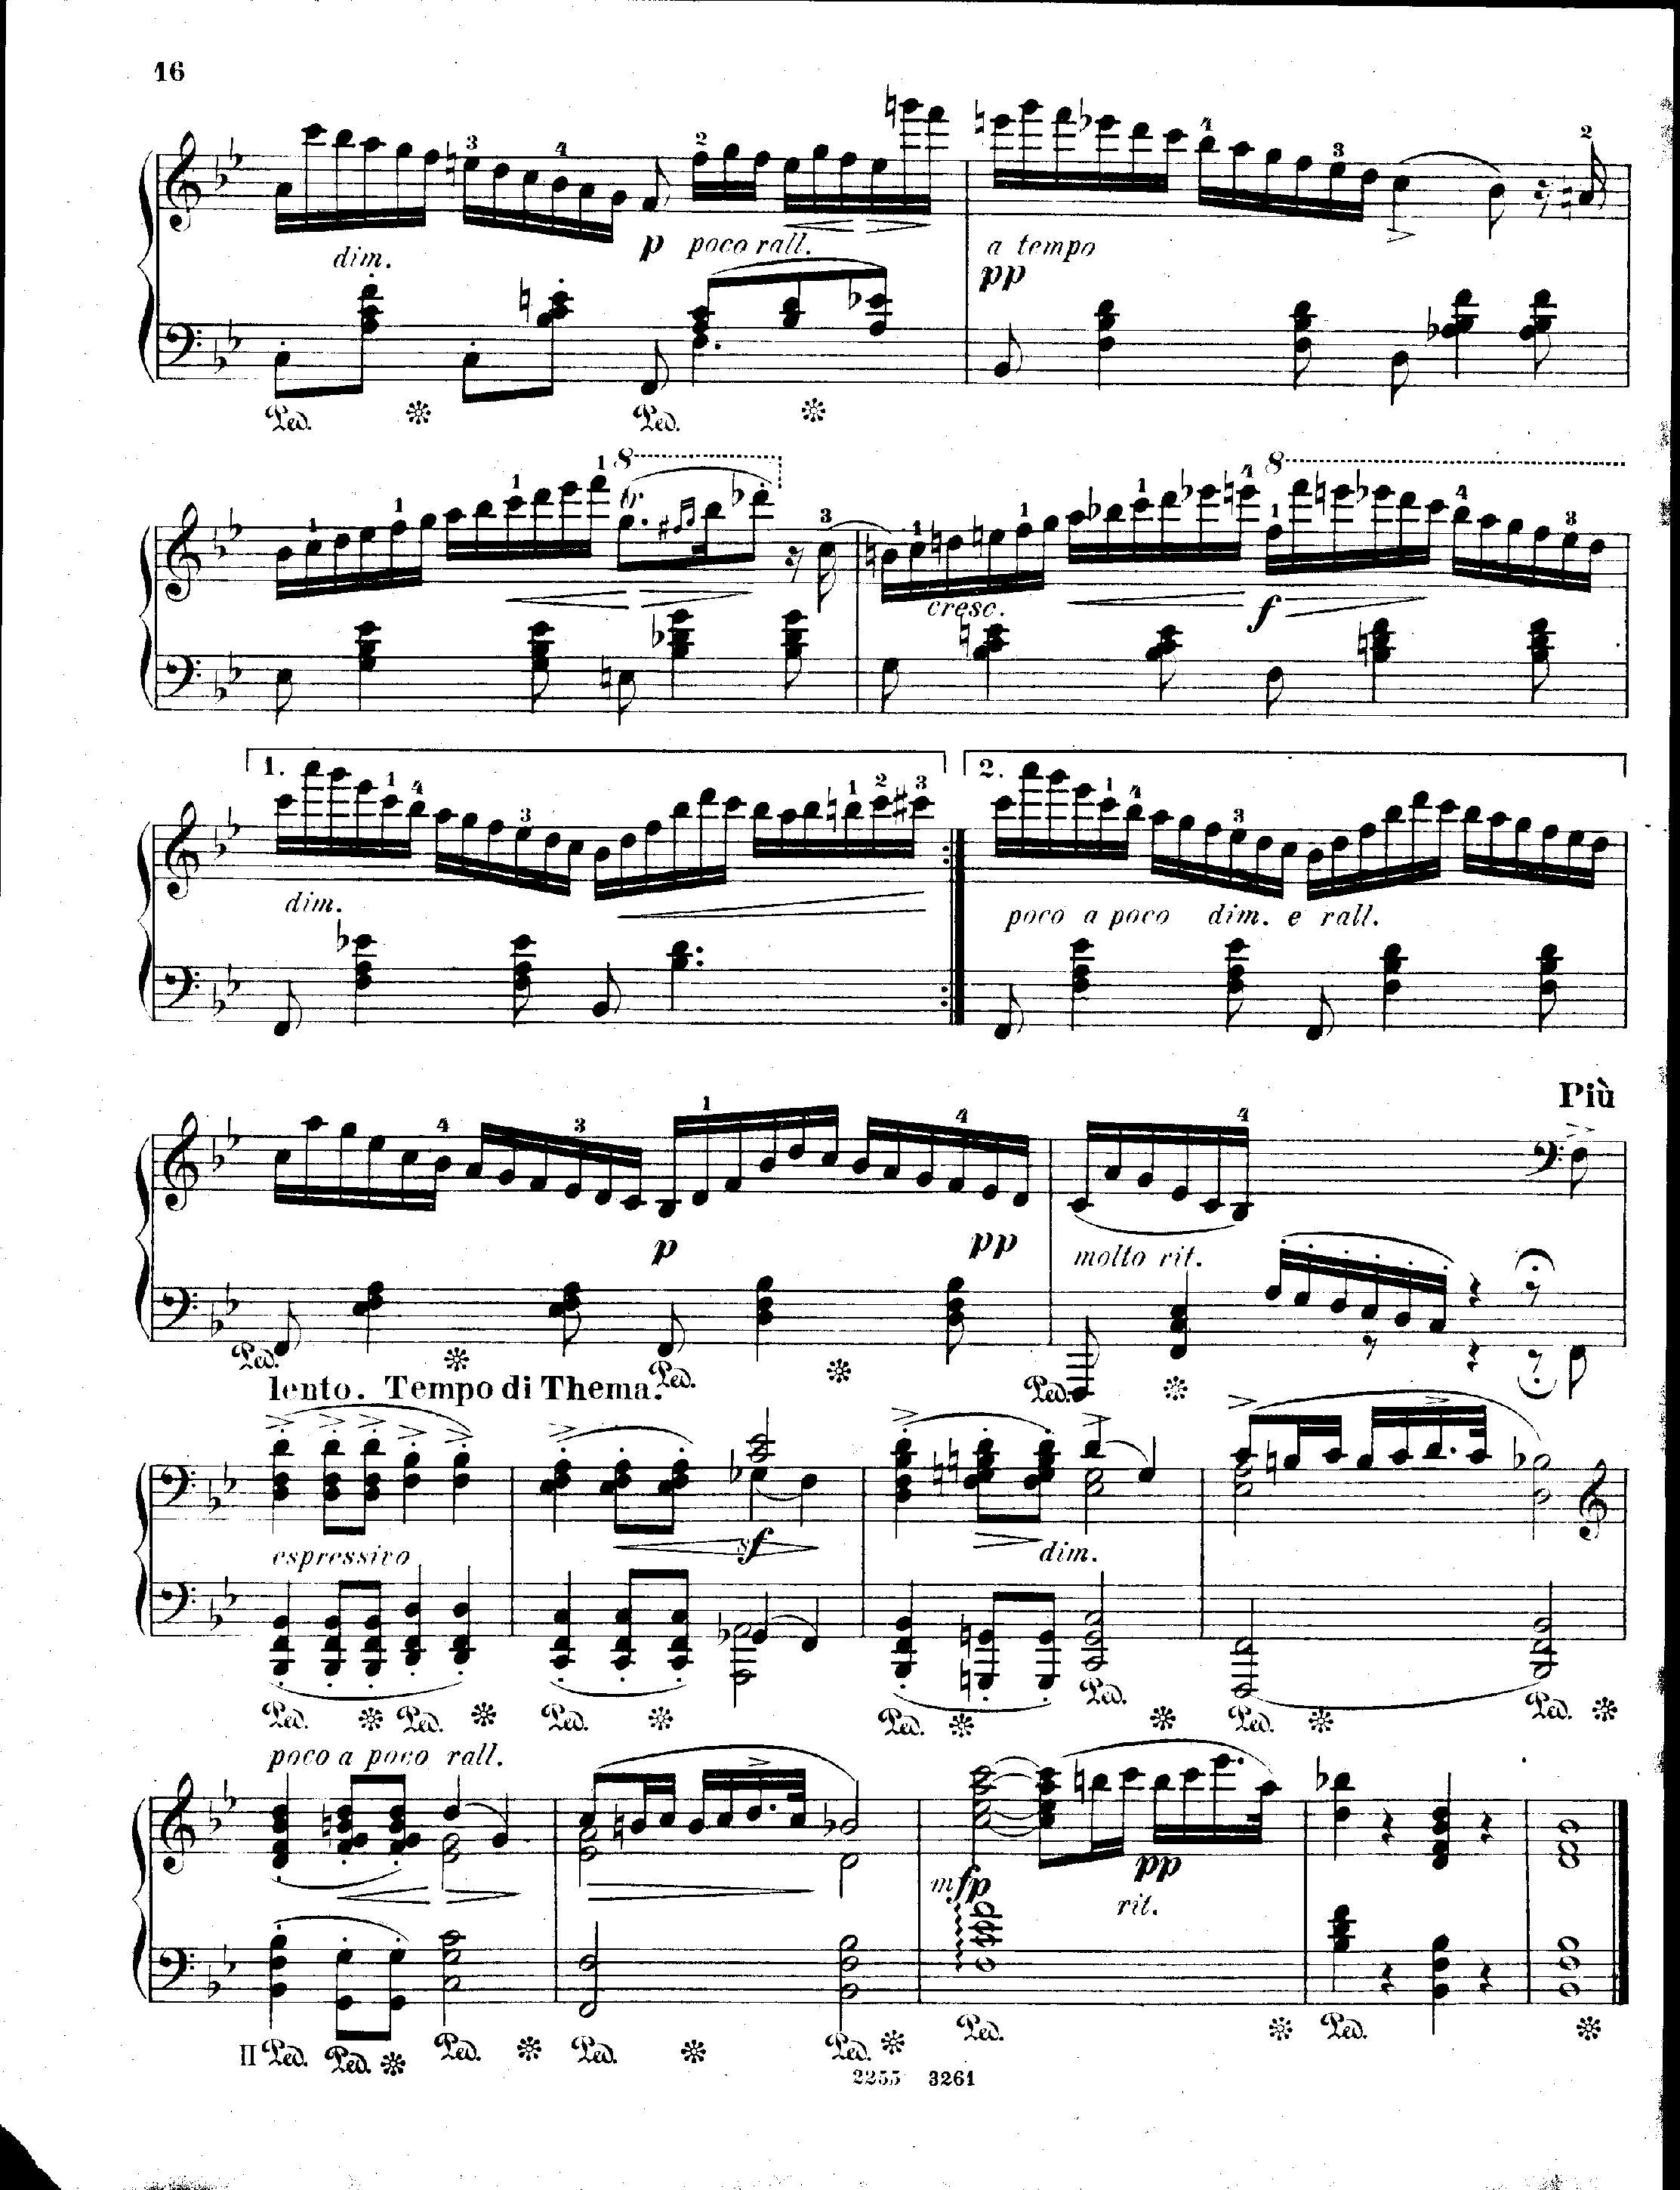 16
3 4 2 4 3 2
dim. p poco rall. a tempo
pp
Ped. Ped.
1 1 1 1 8 3 1 1 1 4 8 1 4 3
tr
cresc. f
1. 1 4 3 1 2 3 2. 1 4 3
dim. poco a poco dim. e rall.
Più
4 3 1 4 4
p pp molto rit.
Ped. Ped. Ped.
lento. Tempo di Thema.
espressivo sf dim.
Ped. Ped. Ped. Ped. Ped. Ped. Ped.
poco a poco rall.
mfp pp
rit.
II Ped. Ped. Ped. Ped. Ped. Ped. Ped.
2255 3261